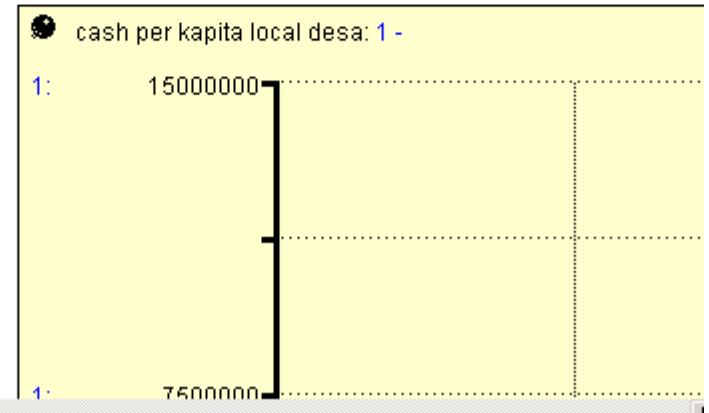 cash per kapita local desa: 1 -
1: 15000000
1: 7500000